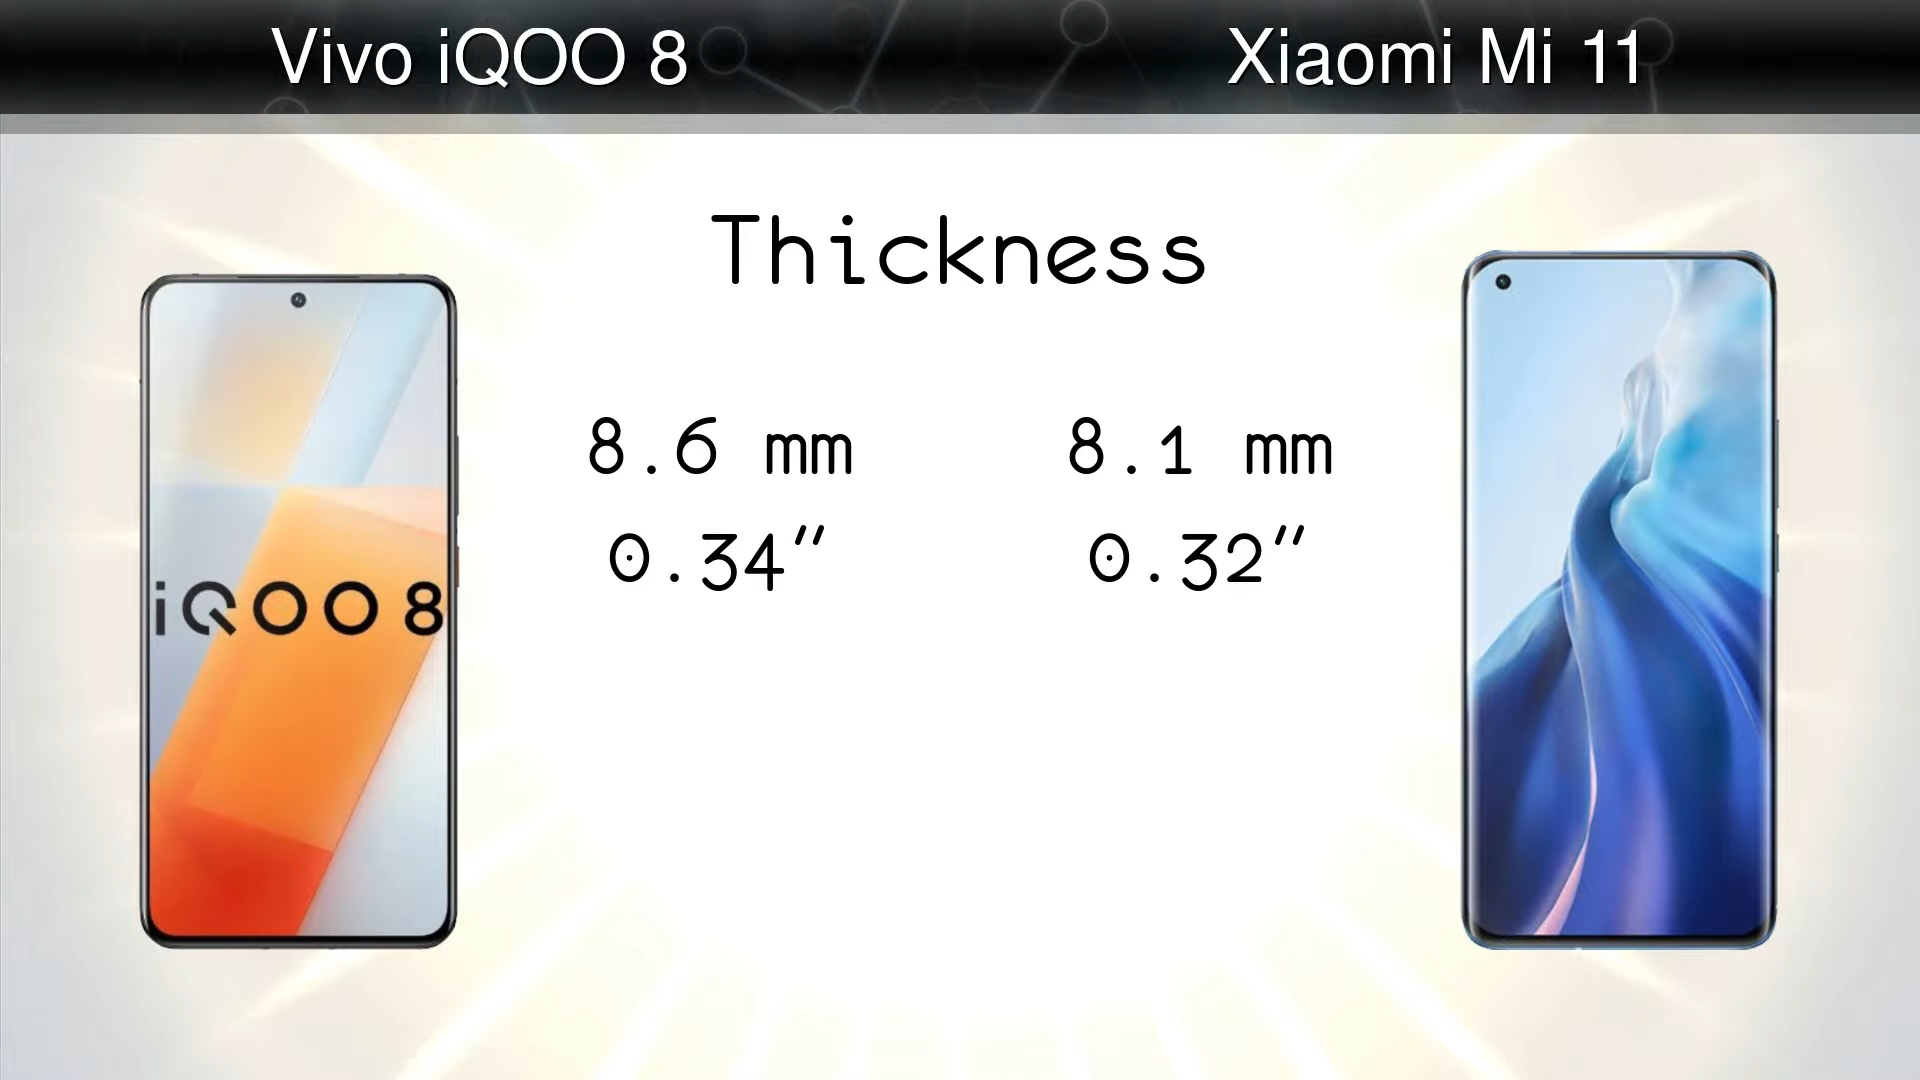 Vivo iQOO 8
Xiaomi Mi 11
Thickness
8.6 mm
8.1 mm
0.34"
0.32"
iQOO 8